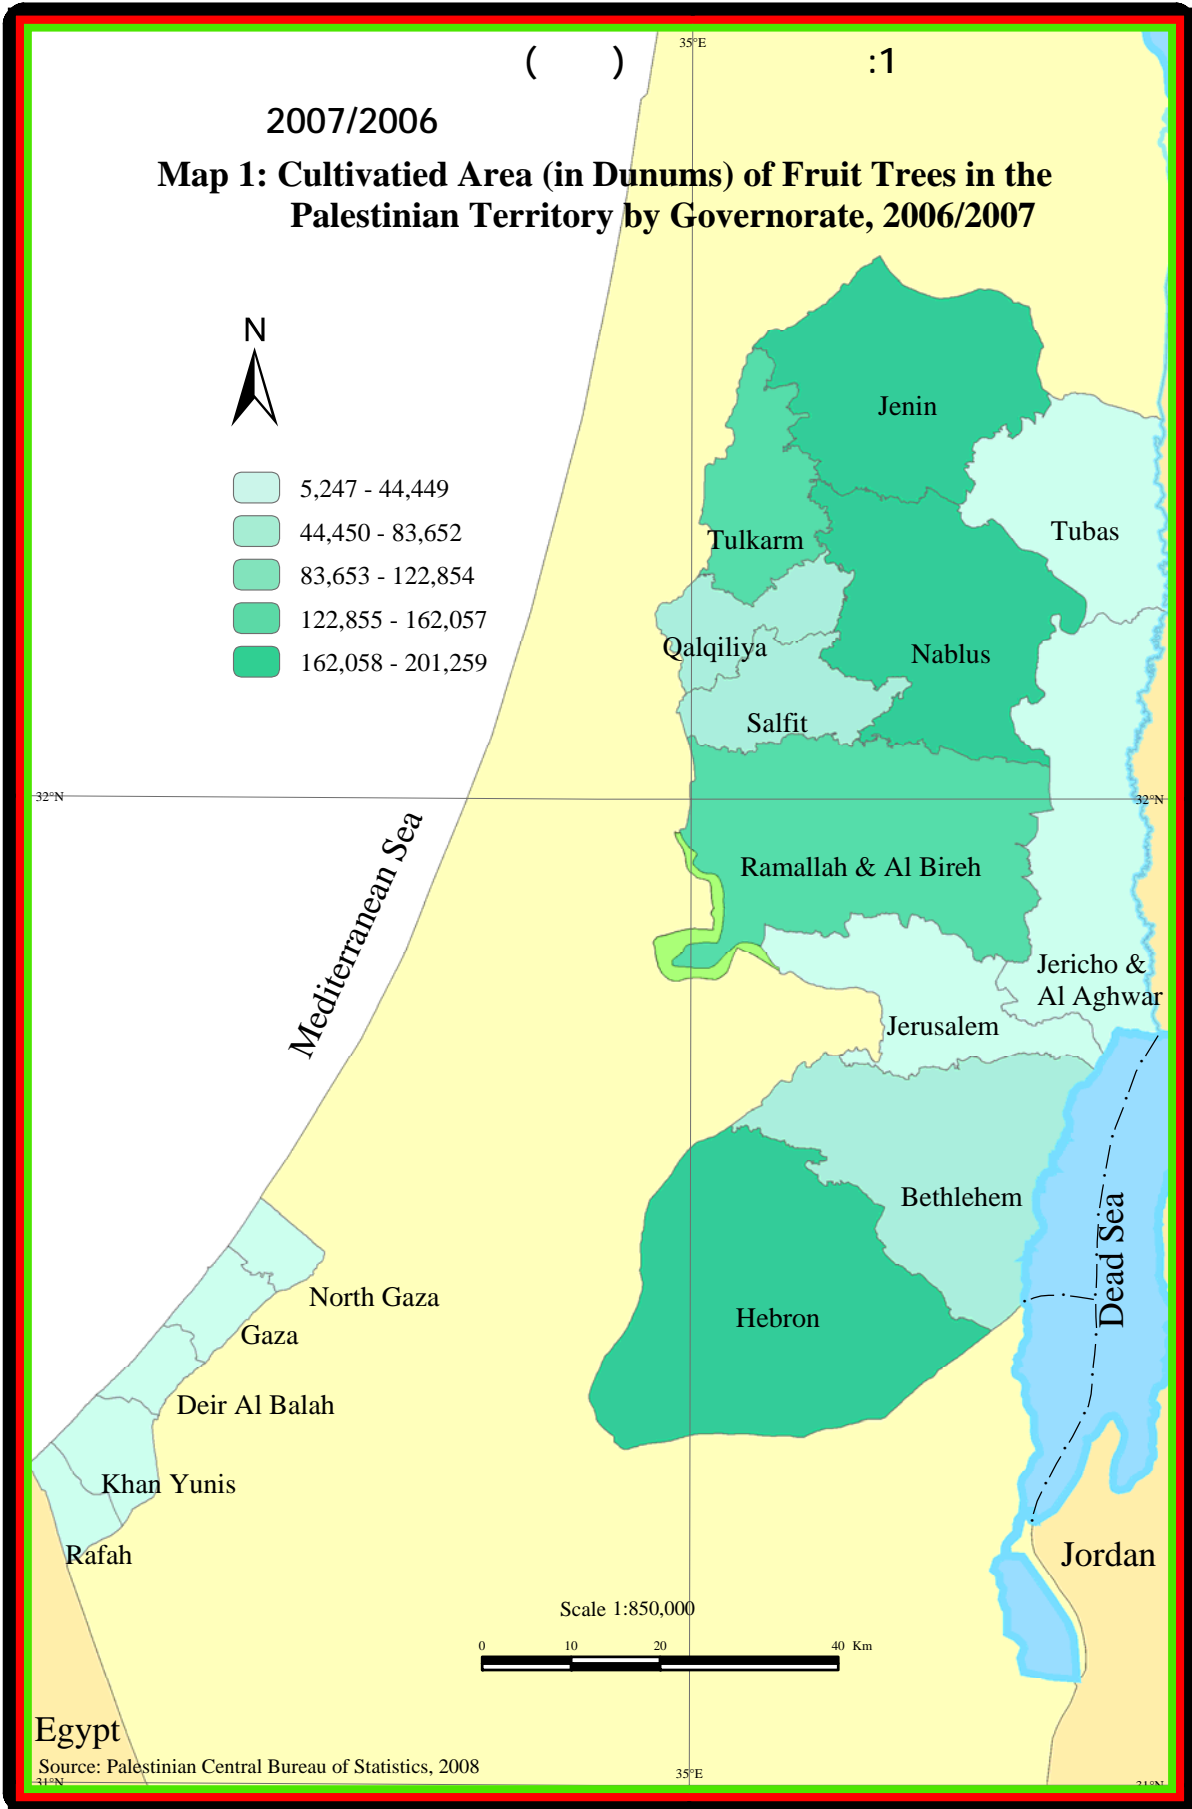 35°E
( ) :1
2007/2006
Map 1: Cultivatied Area (in Dunums) of Fruit Trees in the
Palestinian Territory by Governorate, 2006/2007
N
5,247 - 44,449
44,450 - 83,652
83,653 - 122,854
122,855 - 162,057
162,058 - 201,259
Jenin
Tulkarm
Tubas
Qalqiliya
Nablus
Salfit
32°N
32°N
Mediterranean Sea
Ramallah & Al Bireh
Jericho &
Al Aghwar
Jerusalem
Bethlehem
Dead Sea
Hebron
North Gaza
Gaza
Deir Al Balah
Khan Yunis
Rafah
Jordan
Scale 1:850,000
0 10 20 40 Km
Egypt
Source: Palestinian Central Bureau of Statistics, 2008
35°E
31°N
31°N